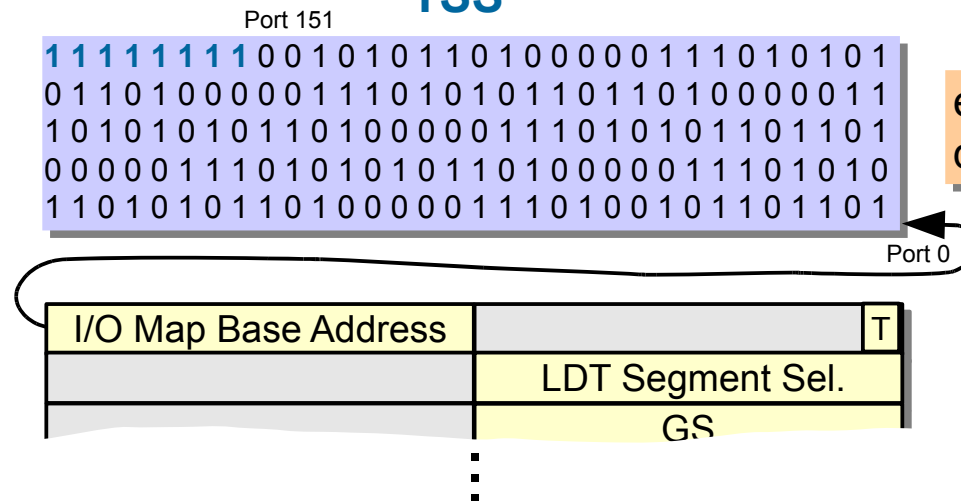 TSS
Port 151
1 1 1 1 1 1 1 1 0 0 1 0 1 0 1 1 0 1 0 0 0 0 0 1 1 1 0 1 0 1 0 1
0 1 1 0 1 0 0 0 0 0 1 1 1 0 1 0 1 0 1 1 0 1 1 0 1 0 0 0 0 0 1 1
1 0 1 0 1 0 1 0 1 1 0 1 0 0 0 0 0 1 1 1 0 1 0 1 0 1 1 0 1 1 0 1
0 0 0 0 0 1 1 1 0 1 0 1 0 1 0 1 1 0 1 0 0 0 0 0 1 1 1 0 1 0 1 0
1 1 0 1 0 1 0 1 1 0 1 0 0 0 0 0 1 1 1 0 1 0 0 1 0 1 1 0 1 1 0 1
Port 0
I/O Map Base Address
T
LDT Segment Sel.
GS